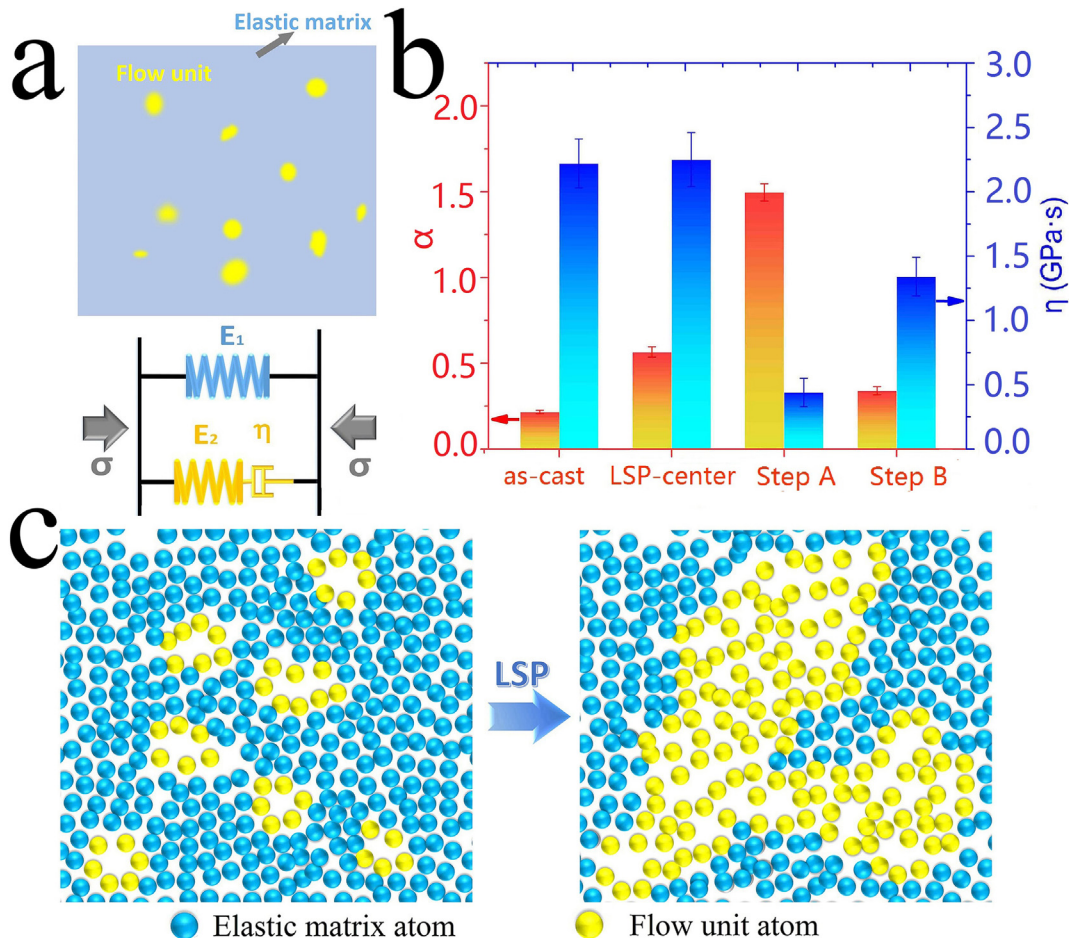 a
Elastic matrix
Flow unit
E1
E2
η
σ
σ
b
α
2.0
1.5
1.0
0.5
0.0
as-cast
LSP-center
Step A
Step B
3.0
2.5
2.0
1.5
1.0
0.5
0.0
η (GPa·s)
c
LSP
Elastic matrix atom
Flow unit atom